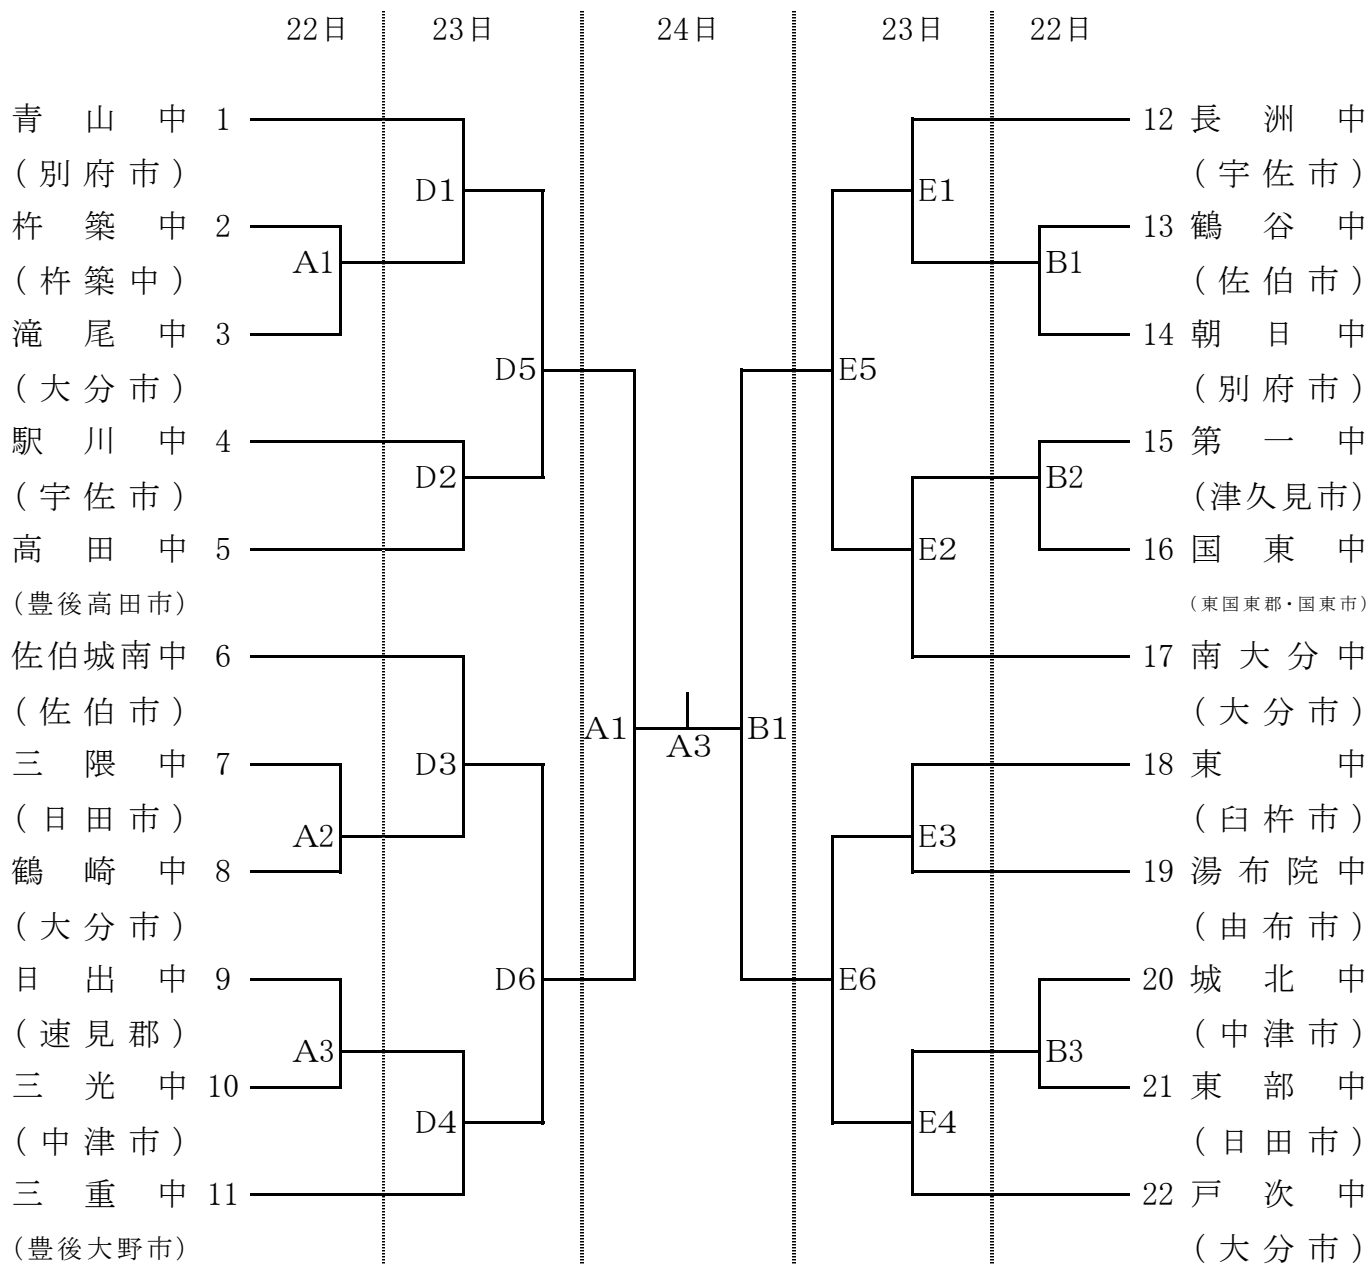 22日 23日 24日 23日 22日
青山中 1
(別府市)
D1
杵築中 2
A1
(杵築中)
滝尾中 3
D5
(大分市)
駅川中 4
D2
(宇佐市)
高田中 5
(豊後高田市)
佐伯城南中 6
(佐伯市)
三隈中 7
D3
(日田市)
A2
鶴崎中 8
(大分市)
日出中 9
D6
(速見郡)
A3
三光中 10
D4
(中津市)
三重中 11
(豊後大野市)
A1
A3
B1
12 長洲中
(宇佐市)
E1
13 鶴谷中
B1
(佐伯市)
14 朝日中
E5
(別府市)
15 第一中
B2
(津久見市)
16 国東中
E2
(東国東郡・国東市)
17 南大分中
(大分市)
18 東中
(臼杵市)
E3
19 湯布院中
(由布市)
20 城北中
E6
(中津市)
B3
21 東部中
E4
(日田市)
22 戸次中
(大分市)